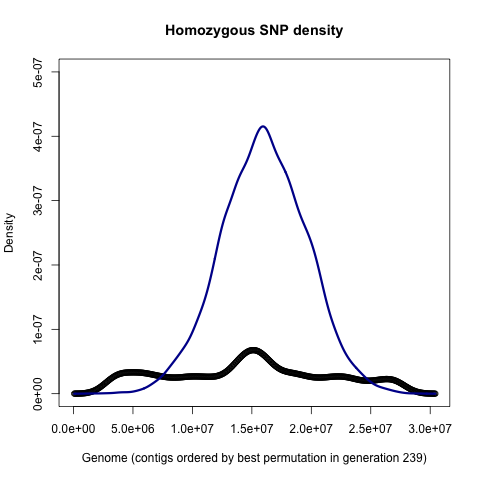 Homozygous SNP density
5e-07
4e-07
3e-07
2e-07
1e-07
0e+00
Density
0.0e+00 5.0e+06 1.0e+07 1.5e+07 2.0e+07 2.5e+07 3.0e+07
Genome (contigs ordered by best permutation in generation 239)